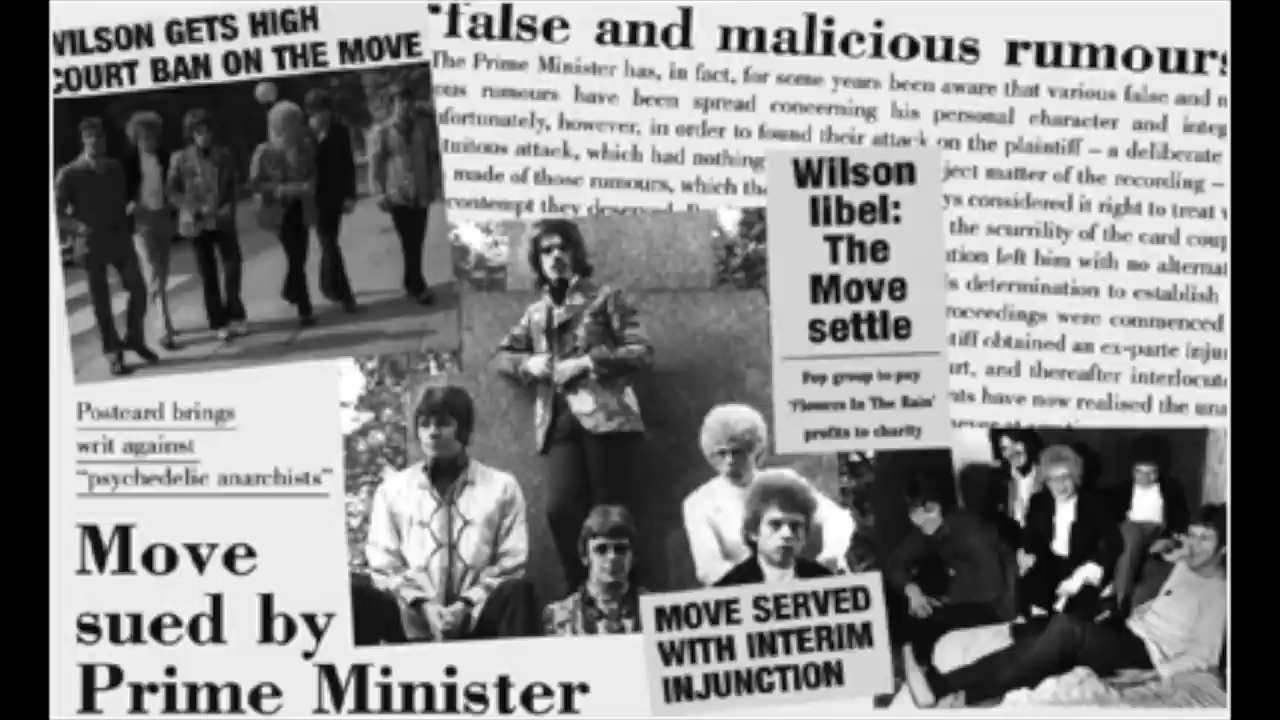 WILSON GETS HIGH
COURT BAN ON THE MOVE
"false and malicious rumours
The Prime Minister has, in fact, for some years been aware that various false and
rumours have been spread concerning his personal character and
however, in order to found their attack on the plaintiff – a deliberate
attack, which had nothing
ject matter of the recording –
made of those rumours, which
considered it right to treat
contempt they deserved.
the scurrility of the card
left him with no
determination to establish
proceedings were commenced
obtained an ex-parte
and thereafter
have now realised the
Wilson
libel:
The
Move
settle
Pop group to pay
'Flowers In The Rain'
profits to charity
Postcard brings
writ against
"psychedelic anarchists"
Move
sued by
Prime Minister
MOVE SERVED
WITH INTERIM
INJUNCTION